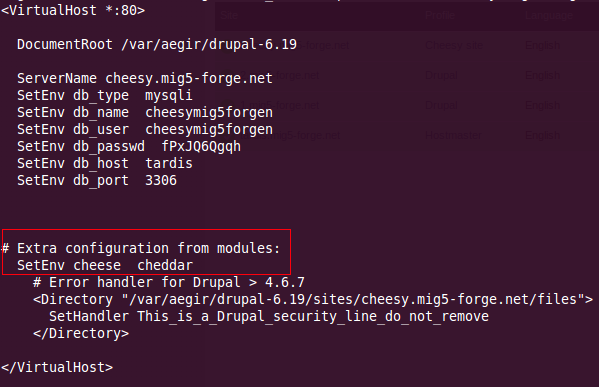 <VirtualHost *:80>
DocumentRoot /var/aegir/drupal-6.19
ServerName cheesy.mig5-forge.net
SetEnv db_type mysqli
SetEnv db_name cheesymig5forgen
SetEnv db_user cheesymig5forgen
SetEnv db_passwd fPxJQ6Qgqh
SetEnv db_host tardis
SetEnv db_port 3306
# Extra configuration from modules:
SetEnv cheese cheddar
# Error handler for Drupal > 4.6.7
<Directory "/var/aegir/drupal-6.19/sites/cheesy.mig5-forge.net/files">
SetHandler This_is_a_Drupal_security_line_do_not_remove
</Directory>
</VirtualHost>